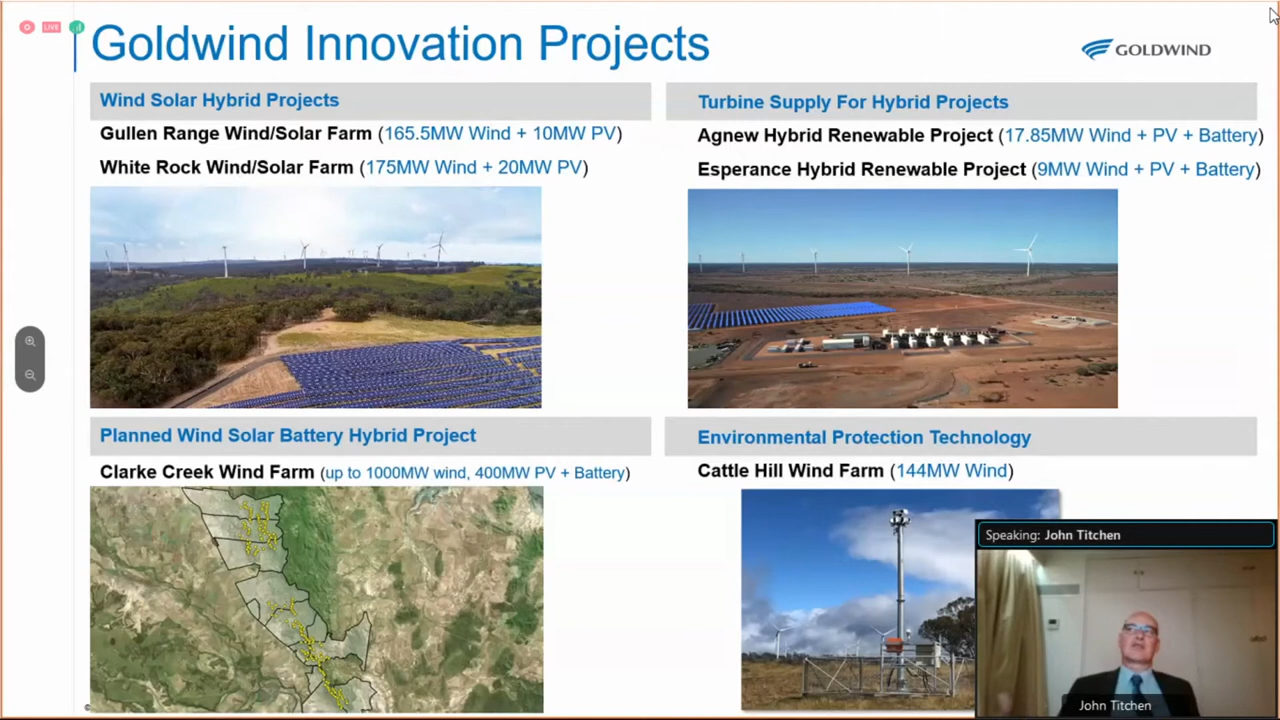 LIVE
Goldwind Innovation Projects
GOLDWIND
Wind Solar Hybrid Projects
Gullen Range Wind/Solar Farm (165.5MW Wind + 10MW PV)
White Rock Wind/Solar Farm (175MW Wind + 20MW PV)
Turbine Supply For Hybrid Projects
Agnew Hybrid Renewable Project (17.85MW Wind + PV + Battery)
Esperance Hybrid Renewable Project (9MW Wind + PV + Battery)
Planned Wind Solar Battery Hybrid Project
Clarke Creek Wind Farm (up to 1000MW wind, 400MW PV + Battery)
Environmental Protection Technology
Cattle Hill Wind Farm (144MW Wind)
Speaking: John Titchen
John Titchen